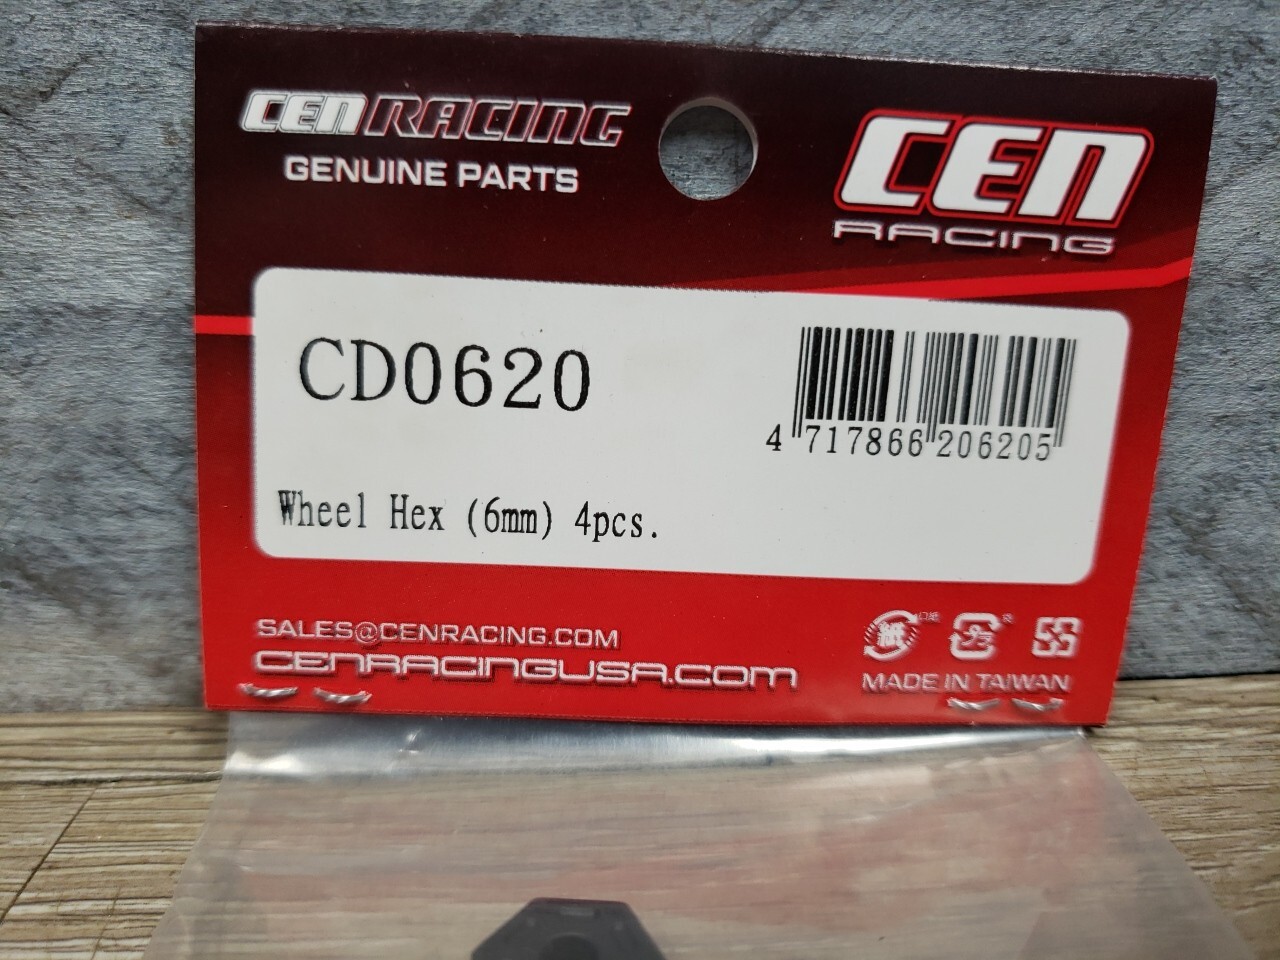 CEN RACING
GENUINE PARTS
CEN
RACING
CD0620
4 717866 206205
Wheel Hex (6mm) 4pcs.
SALES@CENRACING.COM
CENRACINGUSA.COM
紙
MADE IN TAIWAN